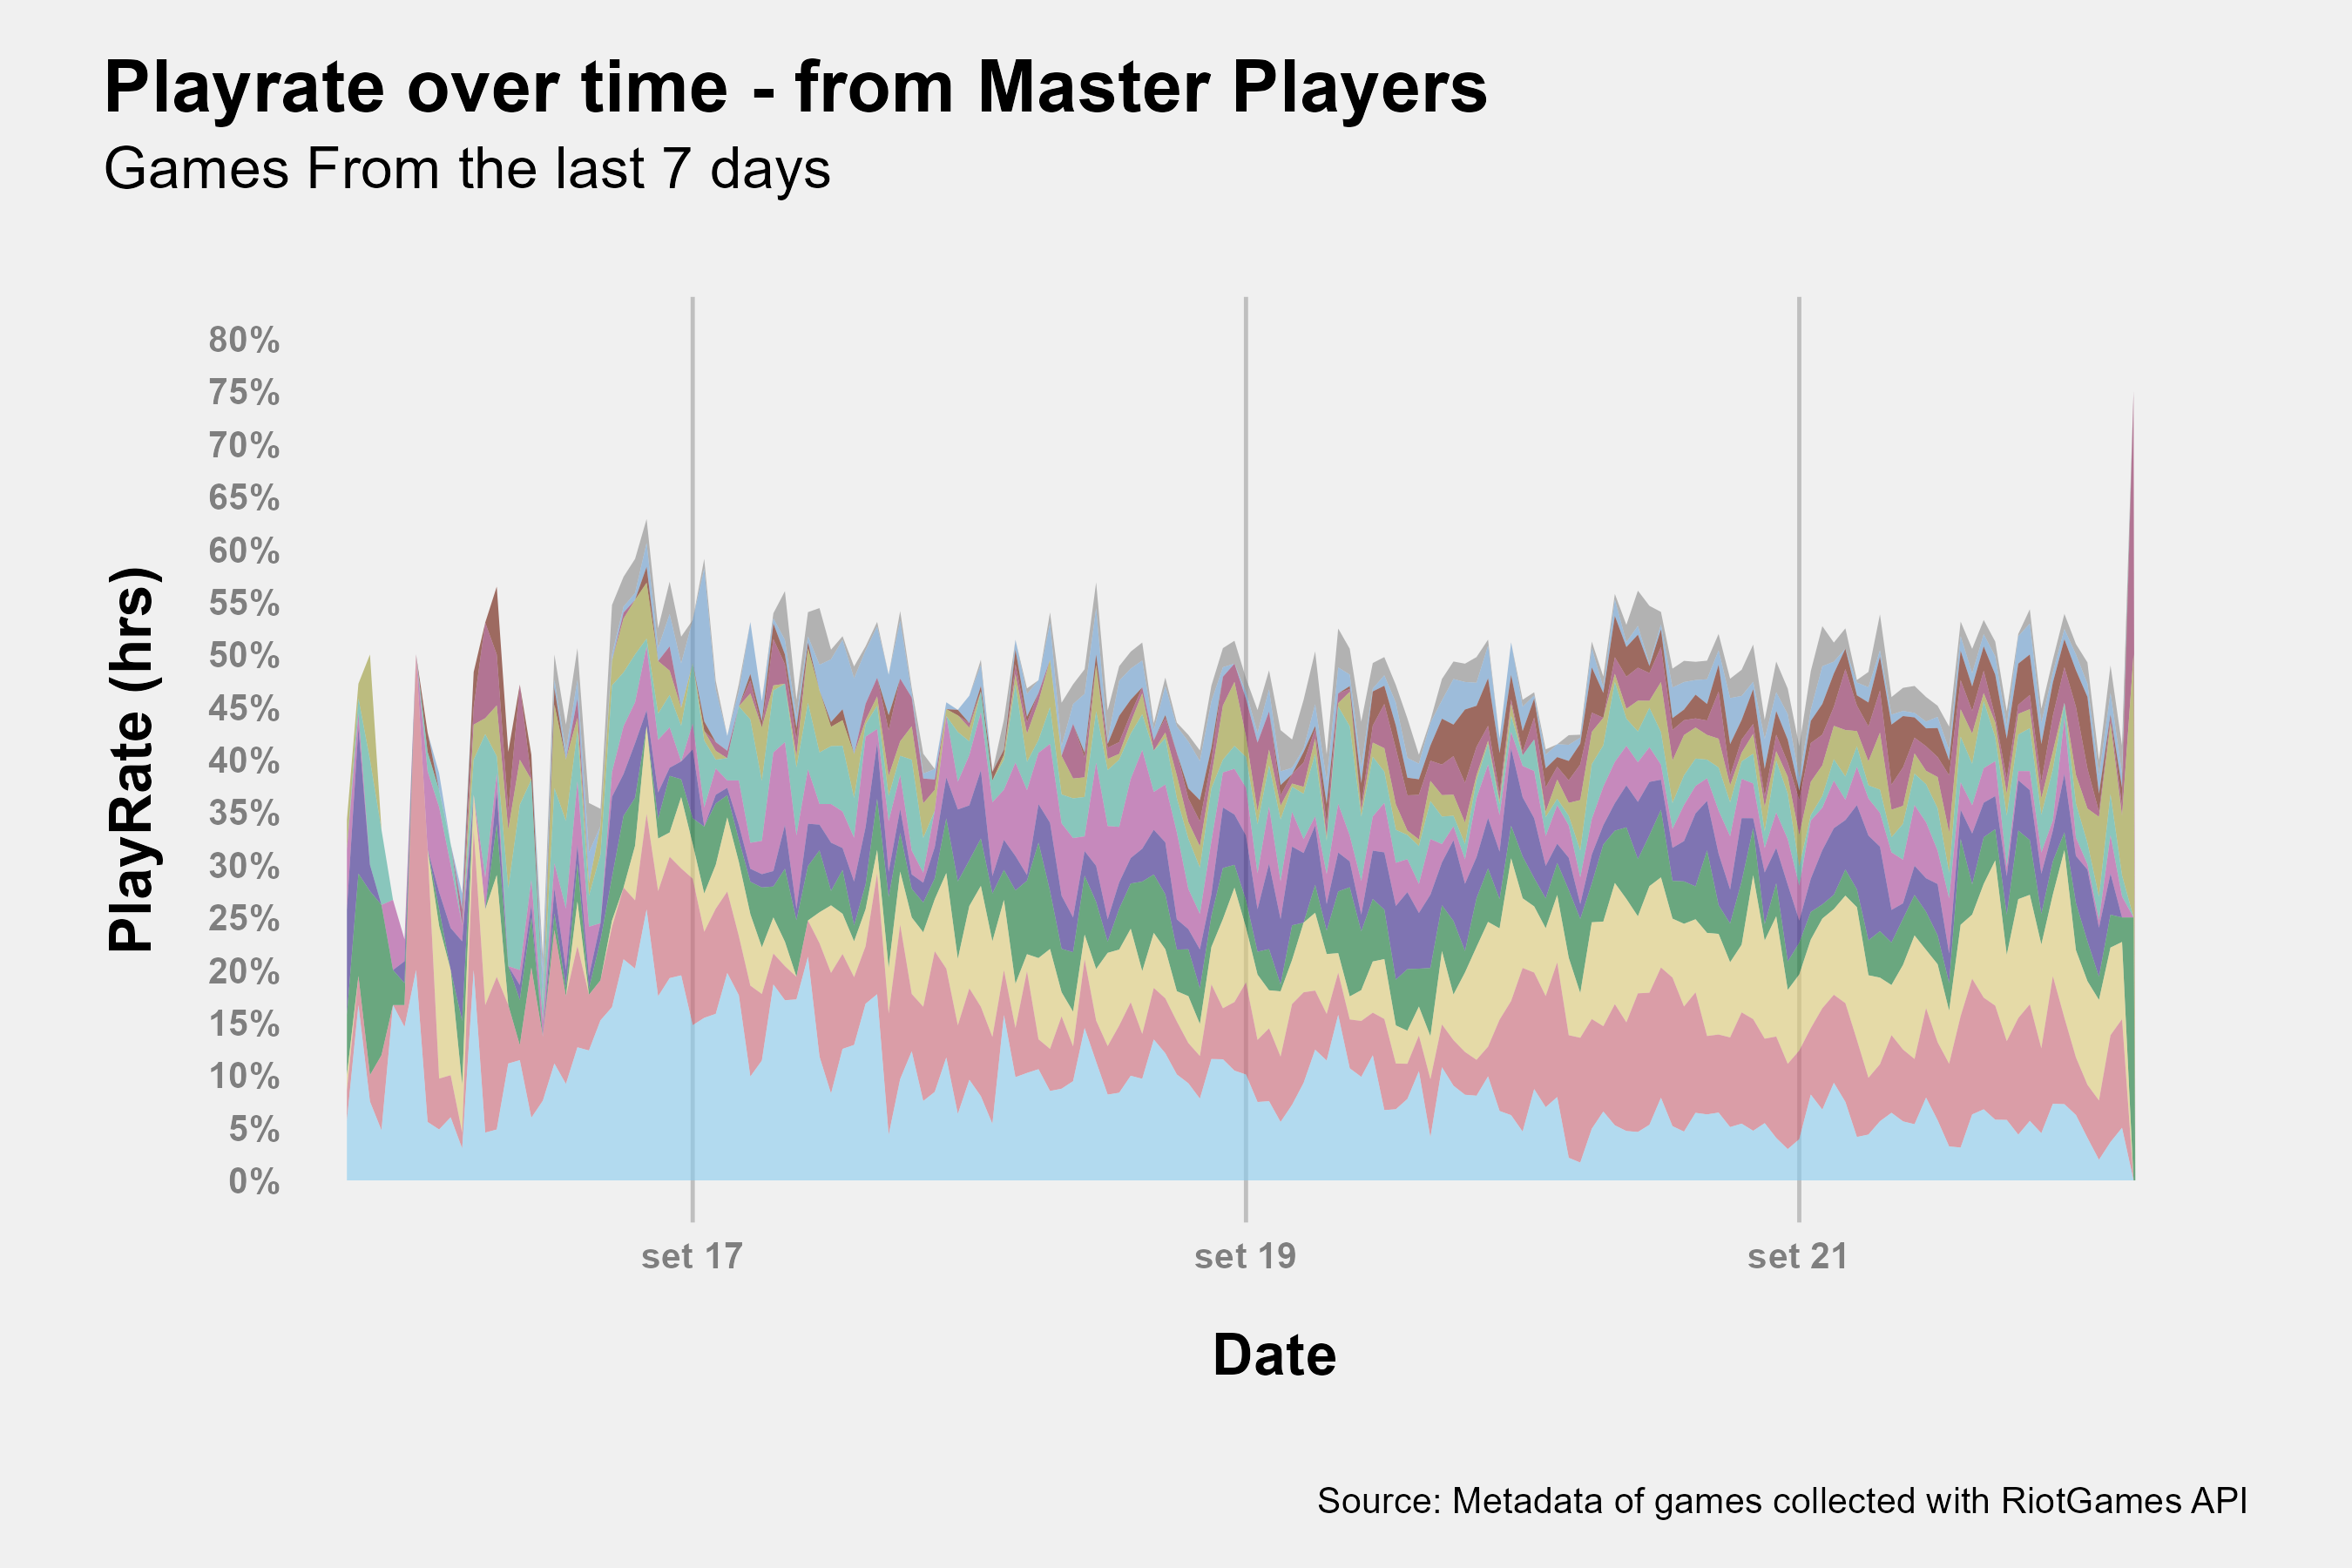 Playrate over time - from Master Players
Games From the last 7 days
80%
75%
70%
65%
60%
55%
50%
45%
40%
35%
30%
25%
20%
15%
10%
5%
0%
PlayRate (hrs)
set 17
set 19
set 21
Date
Source: Metadata of games collected with RiotGames API